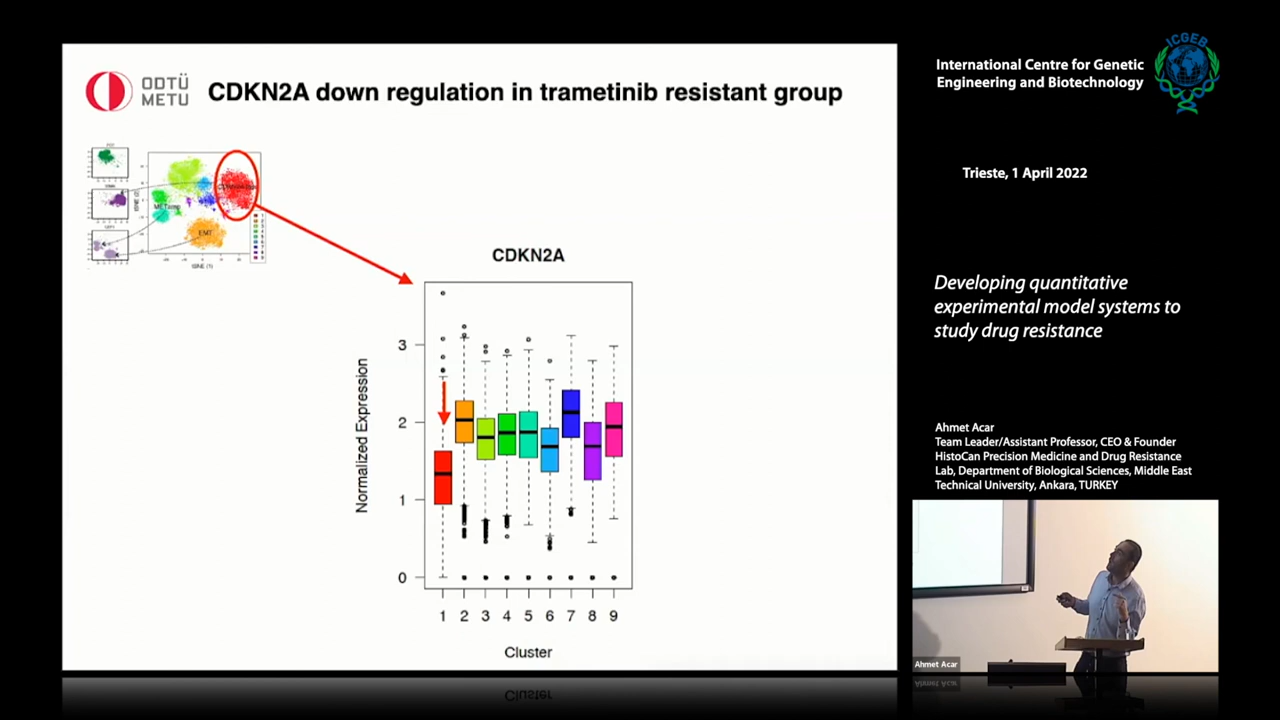 ODTÜ
METU
CDKN2A down regulation in trametinib resistant group
EMT
tSNE (1)
CDKN2A
Normalized Expression
3
2
1
0
1 2 3 4 5 6 7 8 9
Cluster
International Centre for Genetic
Engineering and Biotechnology
ICGEB
Trieste, 1 April 2022
Developing quantitative
experimental model systems to
study drug resistance
Ahmet Acar
Team Leader/Assistant Professor, CEO & Founder
HistoCan Precision Medicine and Drug Resistance
Lab, Department of Biological Sciences, Middle East
Technical University, Ankara, TURKEY
Ahmet Acar